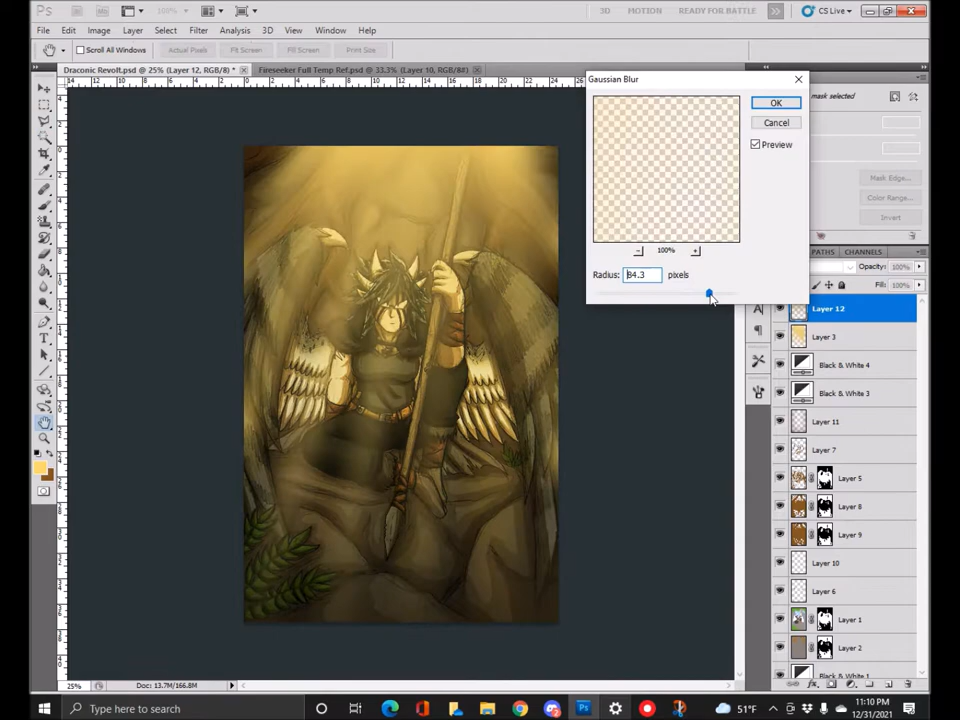 Ps 166.7% 3D MOTION READY FOR BATTLE >> CS Live
File Edit Image Layer Select Filter Analysis 3D View Window Help
Scroll All Windows Actual Pixels Fit Screen Fill Screen Print Size
Draconic Revolt.psd @ 25% (Layer 12, RGB/8) * Fireseeker Full Temp Ref.psd @ 33.3% (Layer 10, RGB/8#)
Gaussian Blur
OK
Cancel
Preview
100%
Radius: 84.3 pixels
mask selected
Mask Edge...
Color Range...
Invert
PATHS CHANNELS
Opacity: 100%
Fill: 100%
Layer 12
Layer 3
Black & White 4
Black & White 3
Layer 11
Layer 7
Layer 5
Layer 8
Layer 9
Layer 10
Layer 6
Layer 1
Layer 2
Black & White 1
25% Doc: 13.7M/166.8M
Type here to search
51°F
11:10 PM
12/31/2021